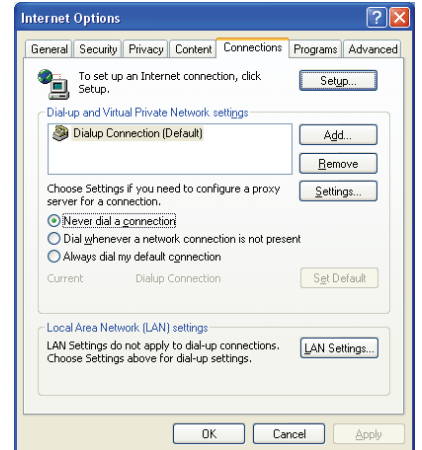 Internet Options
General Security Privacy Content Connections Programs Advanced
To set up an Internet connection, click
Setup.
Setup...
Dial-up and Virtual Private Network settings
Dialup Connection (Default)
Add...
Remove
Choose Settings if you need to configure a proxy
server for a connection.
Settings...
Never dial a connection
Dial whenever a network connection is not present
Always dial my default connection
Current Dialup Connection Set Default
Local Area Network (LAN) settings
LAN Settings do not apply to dial-up connections.
Choose Settings above for dial-up settings.
LAN Settings...
OK Cancel Apply